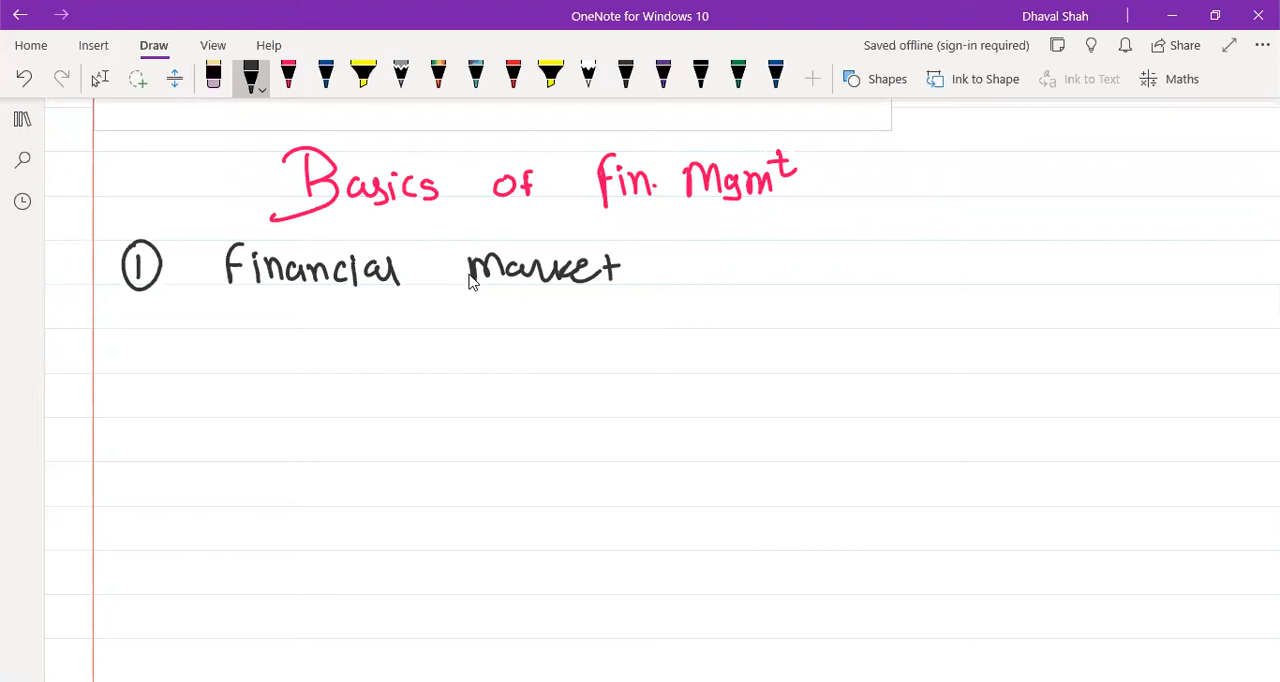 OneNote for Windows 10
Dhaval Shah
Home Insert Draw View Help
Saved offline (sign-in required) Share
Shapes Ink to Shape Ink to Text Maths
Basics of Fin. Mgmt
1 Financial Market